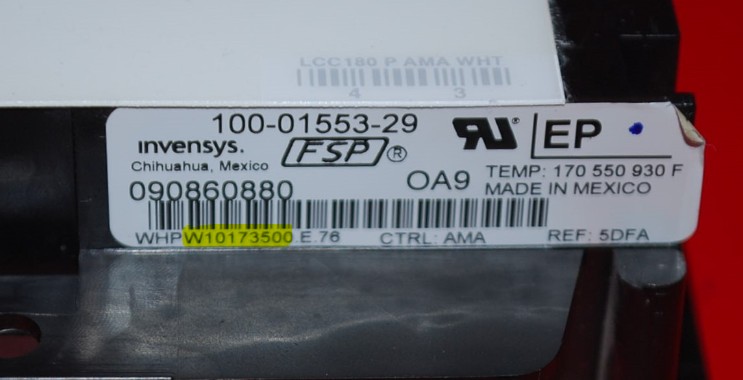 LCC180 P AMA WHT
4 3
100-01553-29
invensys. FSP® RU® EP
Chihuahua, Mexico
TEMP: 170 550 930 F
090860880 OA9 MADE IN MEXICO
WHPW10173500.E.76 CTRL: AMA REF: 5DFA